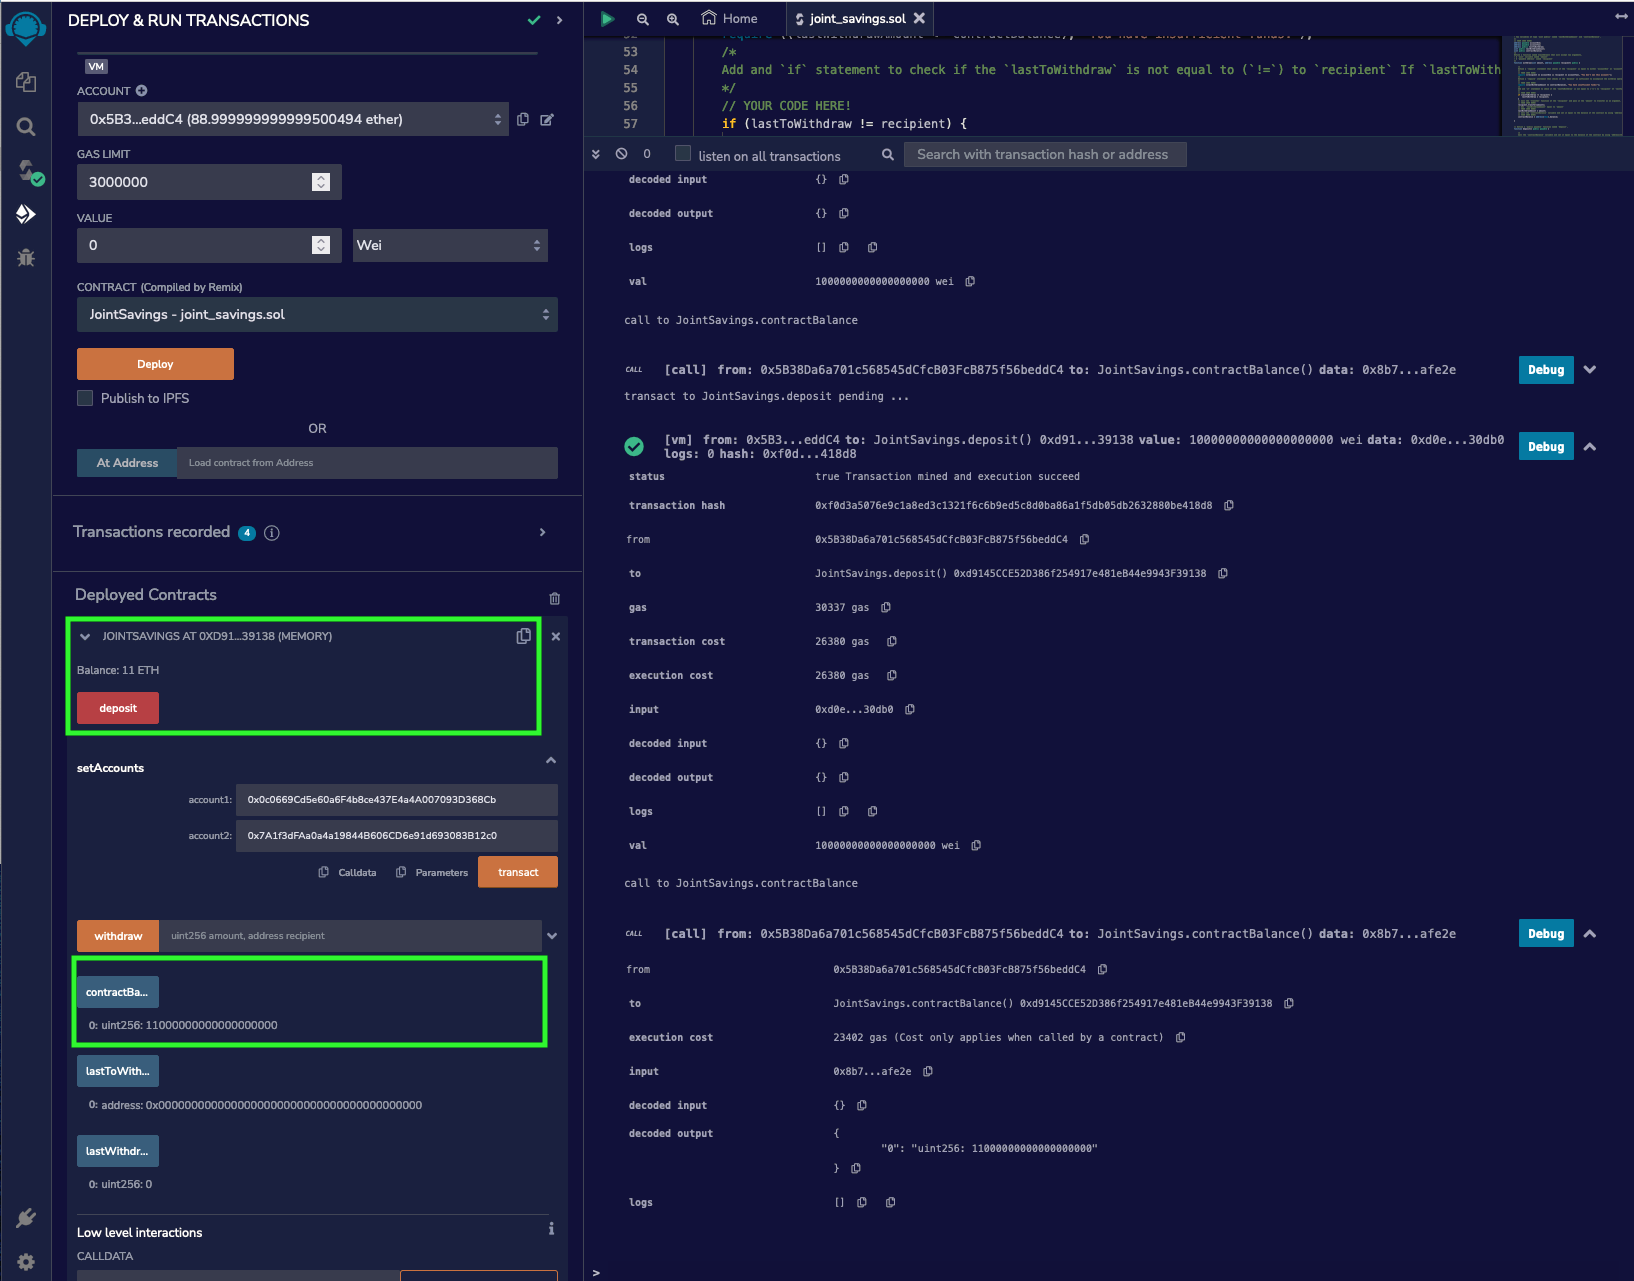 DEPLOY & RUN TRANSACTIONS
VM
ACCOUNT
0x5B3...eddC4 (88.999999999999500494 ether)
GAS LIMIT
3000000
VALUE
0
Wei
CONTRACT (Compiled by Remix)
JointSavings - joint_savings.sol
Deploy
Publish to IPFS
OR
At Address
Load contract from Address
Transactions recorded 4 i
Deployed Contracts
JOINTSAVINGS AT 0XD91...39138 (MEMORY)
Balance: 11 ETH
deposit
setAccounts
account1: 0x0c0669Cd5e60a6F4b8ce437E4a4A007093D368Cb
account2: 0x7A1f3dFAa0a4a19844B606CD6e91d693083B12c0
Calldata Parameters transact
withdraw uint256 amount, address recipient
contractBa...
0: uint256: 11000000000000000000
lastToWith...
0: address: 0x0000000000000000000000000000000000000000
lastWithdr...
0: uint256: 0
Low level interactions i
CALLDATA
Home
joint_savings.sol
53 /*
54 Add and `if` statement to check if the `lastToWithdraw` is not equal to (`!=`) to `recipient` If `lastToWith
55 */
56 // YOUR CODE HERE!
57 if (lastToWithdraw != recipient) {
0 listen on all transactions Search with transaction hash or address
decoded input {}
decoded output {}
logs []
val 1000000000000000000 wei
call to JointSavings.contractBalance
CALL [call] from: 0x5B38Da6a701c568545dCfcB03FcB875f56beddC4 to: JointSavings.contractBalance() data: 0x8b7...afe2e Debug
transact to JointSavings.deposit pending ...
[vm] from: 0x5B3...eddC4 to: JointSavings.deposit() 0xd91...39138 value: 10000000000000000000 wei data: 0xd0e...30db0 Debug
logs: 0 hash: 0xf0d...418d8
status true Transaction mined and execution succeed
transaction hash 0xf0d3a5076e9c1a8ed3c1321f6c6b9ed5c8d0ba86a1f5db05db2632880be418d8
from 0x5B38Da6a701c568545dCfcB03FcB875f56beddC4
to JointSavings.deposit() 0xd9145CCE52D386f254917e481eB44e9943F39138
gas 30337 gas
transaction cost 26380 gas
execution cost 26380 gas
input 0xd0e...30db0
decoded input {}
decoded output {}
logs []
val 10000000000000000000 wei
call to JointSavings.contractBalance
CALL [call] from: 0x5B38Da6a701c568545dCfcB03FcB875f56beddC4 to: JointSavings.contractBalance() data: 0x8b7...afe2e Debug
from 0x5B38Da6a701c568545dCfcB03FcB875f56beddC4
to JointSavings.contractBalance() 0xd9145CCE52D386f254917e481eB44e9943F39138
execution cost 23402 gas (Cost only applies when called by a contract)
input 0x8b7...afe2e
decoded input {}
decoded output {
"0": "uint256: 11000000000000000000"
}
logs []
>